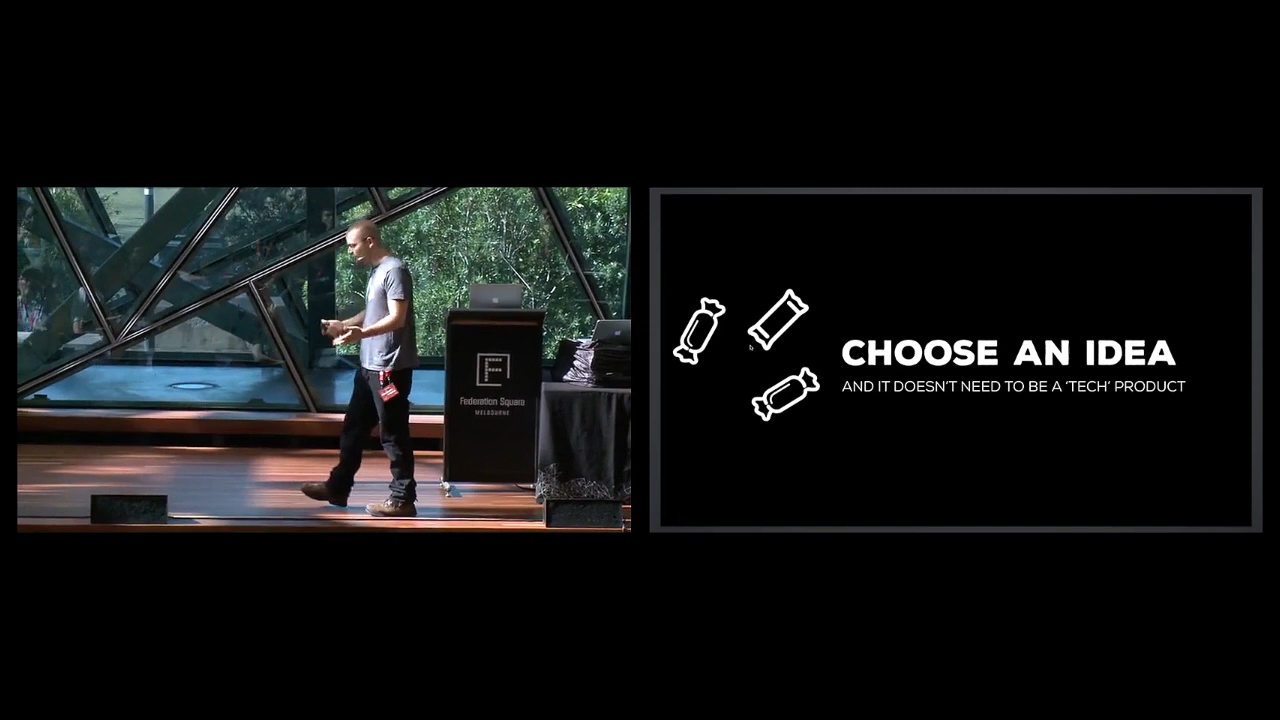 Federation Square
MELBOURNE
CHOOSE AN IDEA
AND IT DOESN'T NEED TO BE A 'TECH' PRODUCT